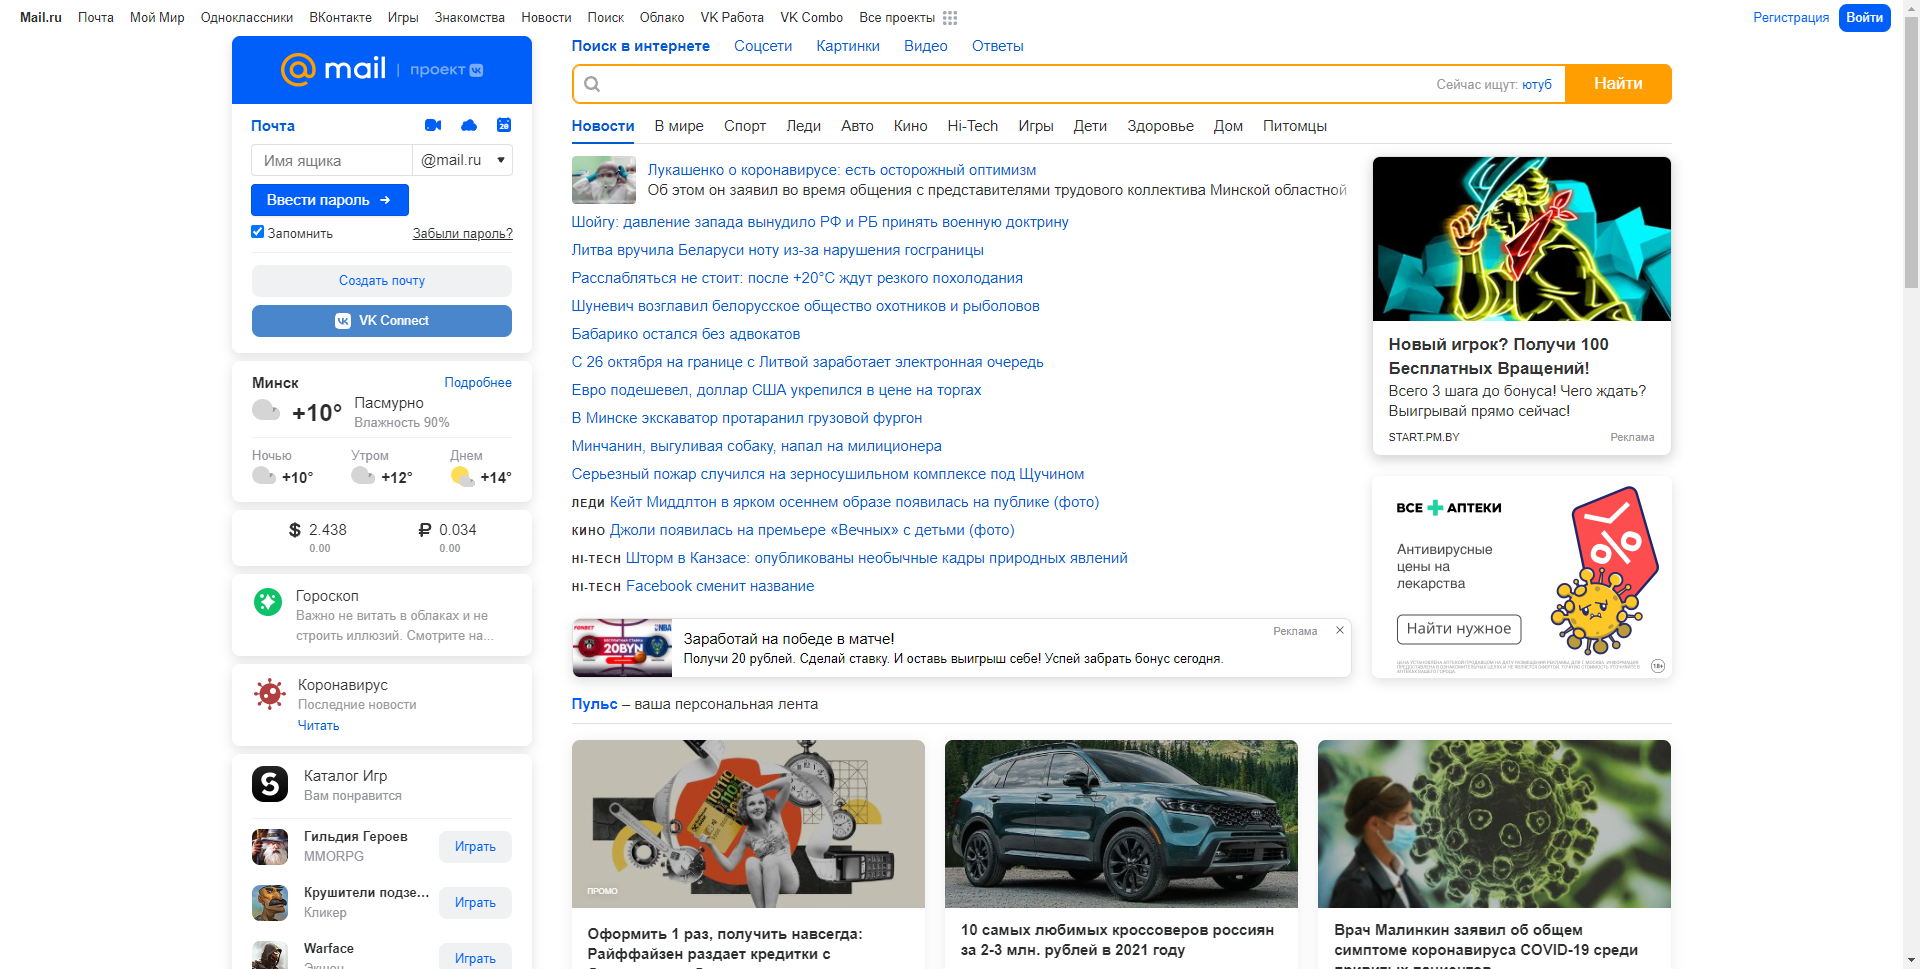 Mail.ru Почта Мой Мир Одноклассники ВКонтакте Игры Знакомства Новости Поиск Облако VK Работа VK Combo Все проекты
Регистрация Войти
mail | проект
Почта
Имя ящика @mail.ru
Ввести пароль
Запомнить Забыли пароль?
Создать почту
VK Connect
Минск Подробнее
+10° Пасмурно
Влажность 90%
Ночью Утром Днем
+10° +12° +14°
$ 2.438 ₽ 0.034
0.00 0.00
Гороскоп
Важно не витать в облаках и не
строить иллюзий. Смотрите на...
Коронавирус
Последние новости
Читать
Каталог Игр
Вам понравится
Гильдия Героев
MMORPG
Играть
Крушители подзе...
Кликер
Играть
Warface
Экшен
Играть
Поиск в интернете Соцсети Картинки Видео Ответы
Сейчас ищут: ютуб Найти
Новости В мире Спорт Леди Авто Кино Hi-Tech Игры Дети Здоровье Дом Питомцы
Лукашенко о коронавирусе: есть осторожный оптимизм
Об этом он заявил во время общения с представителями трудового коллектива Минской областной
Шойгу: давление запада вынудило РФ и РБ принять военную доктрину
Литва вручила Беларуси ноту из-за нарушения госграницы
Расслабляться не стоит: после +20°C ждут резкого похолодания
Шуневич возглавил белорусское общество охотников и рыболовов
Бабарико остался без адвокатов
С 26 октября на границе с Литвой заработает электронная очередь
Евро подешевел, доллар США укрепился в цене на торгах
В Минске экскаватор протаранил грузовой фургон
Минчанин, выгуливая собаку, напал на милиционера
Серьезный пожар случился на зерносушильном комплексе под Щучином
ЛЕДИ Кейт Миддлтон в ярком осеннем образе появилась на публике (фото)
КИНО Джоли появилась на премьере «Вечных» с детьми (фото)
HI-TECH Шторм в Канзасе: опубликованы необычные кадры природных явлений
HI-TECH Facebook сменит название
20BYN
Заработай на победе в матче!
Реклама
Получи 20 рублей. Сделай ставку. И оставь выигрыш себе! Успей забрать бонус сегодня.
Новый игрок? Получи 100
Бесплатных Вращений!
Всего 3 шага до бонуса! Чего ждать?
Выигрывай прямо сейчас!
START.PM.BY Реклама
ВСЕ АПТЕКИ
Антивирусные
цены на
лекарства
Найти нужное
18+
Пульс – ваша персональная лента
ПРОМО
Оформить 1 раз, получить навсегда:
Райффайзен раздает кредитки с
10 самых любимых кроссоверов россиян
за 2-3 млн. рублей в 2021 году
Врач Малинкин заявил об общем
симптоме коронавируса COVID-19 среди
привитых пациентов